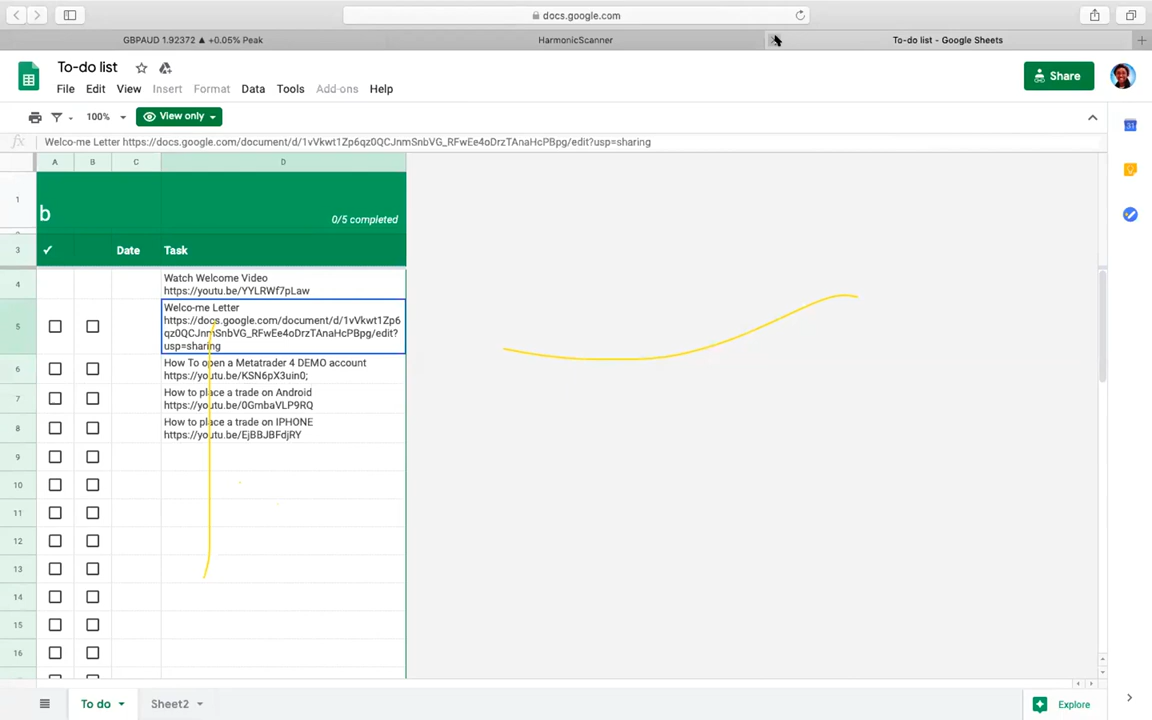 docs.google.com
GBPAUD 1.92372 ▲ +0.05% Peak
HarmonicScanner
To-do list - Google Sheets
To-do list
Share
File Edit View Insert Format Data Tools Add-ons Help
100% View only
fx Welco-me Letter https://docs.google.com/document/d/1vVkwt1Zp6qz0QCJnmSnbVG_RFwEe4oDrzTAnaHcPBpg/edit?usp=sharing
A B C D
1 b 0/5 completed
3 ✓ Date Task
4 Watch Welcome Video
https://youtu.be/YYLRWf7pLaw
Welco-me Letter
5 https://docs.google.com/document/d/1vVkwt1Zp6
qz0QCJnmSnbVG_RFwEe4oDrzTAnaHcPBpg/edit?
usp=sharing
6 How To open a Metatrader 4 DEMO account
https://youtu.be/KSN6pX3uin0;
7 How to place a trade on Android
https://youtu.be/0GmbaVLP9RQ
8 How to place a trade on IPHONE
https://youtu.be/EjBBJBFdjRY
9
10
11
12
13
14
15
16
31
To do Sheet2 Explore